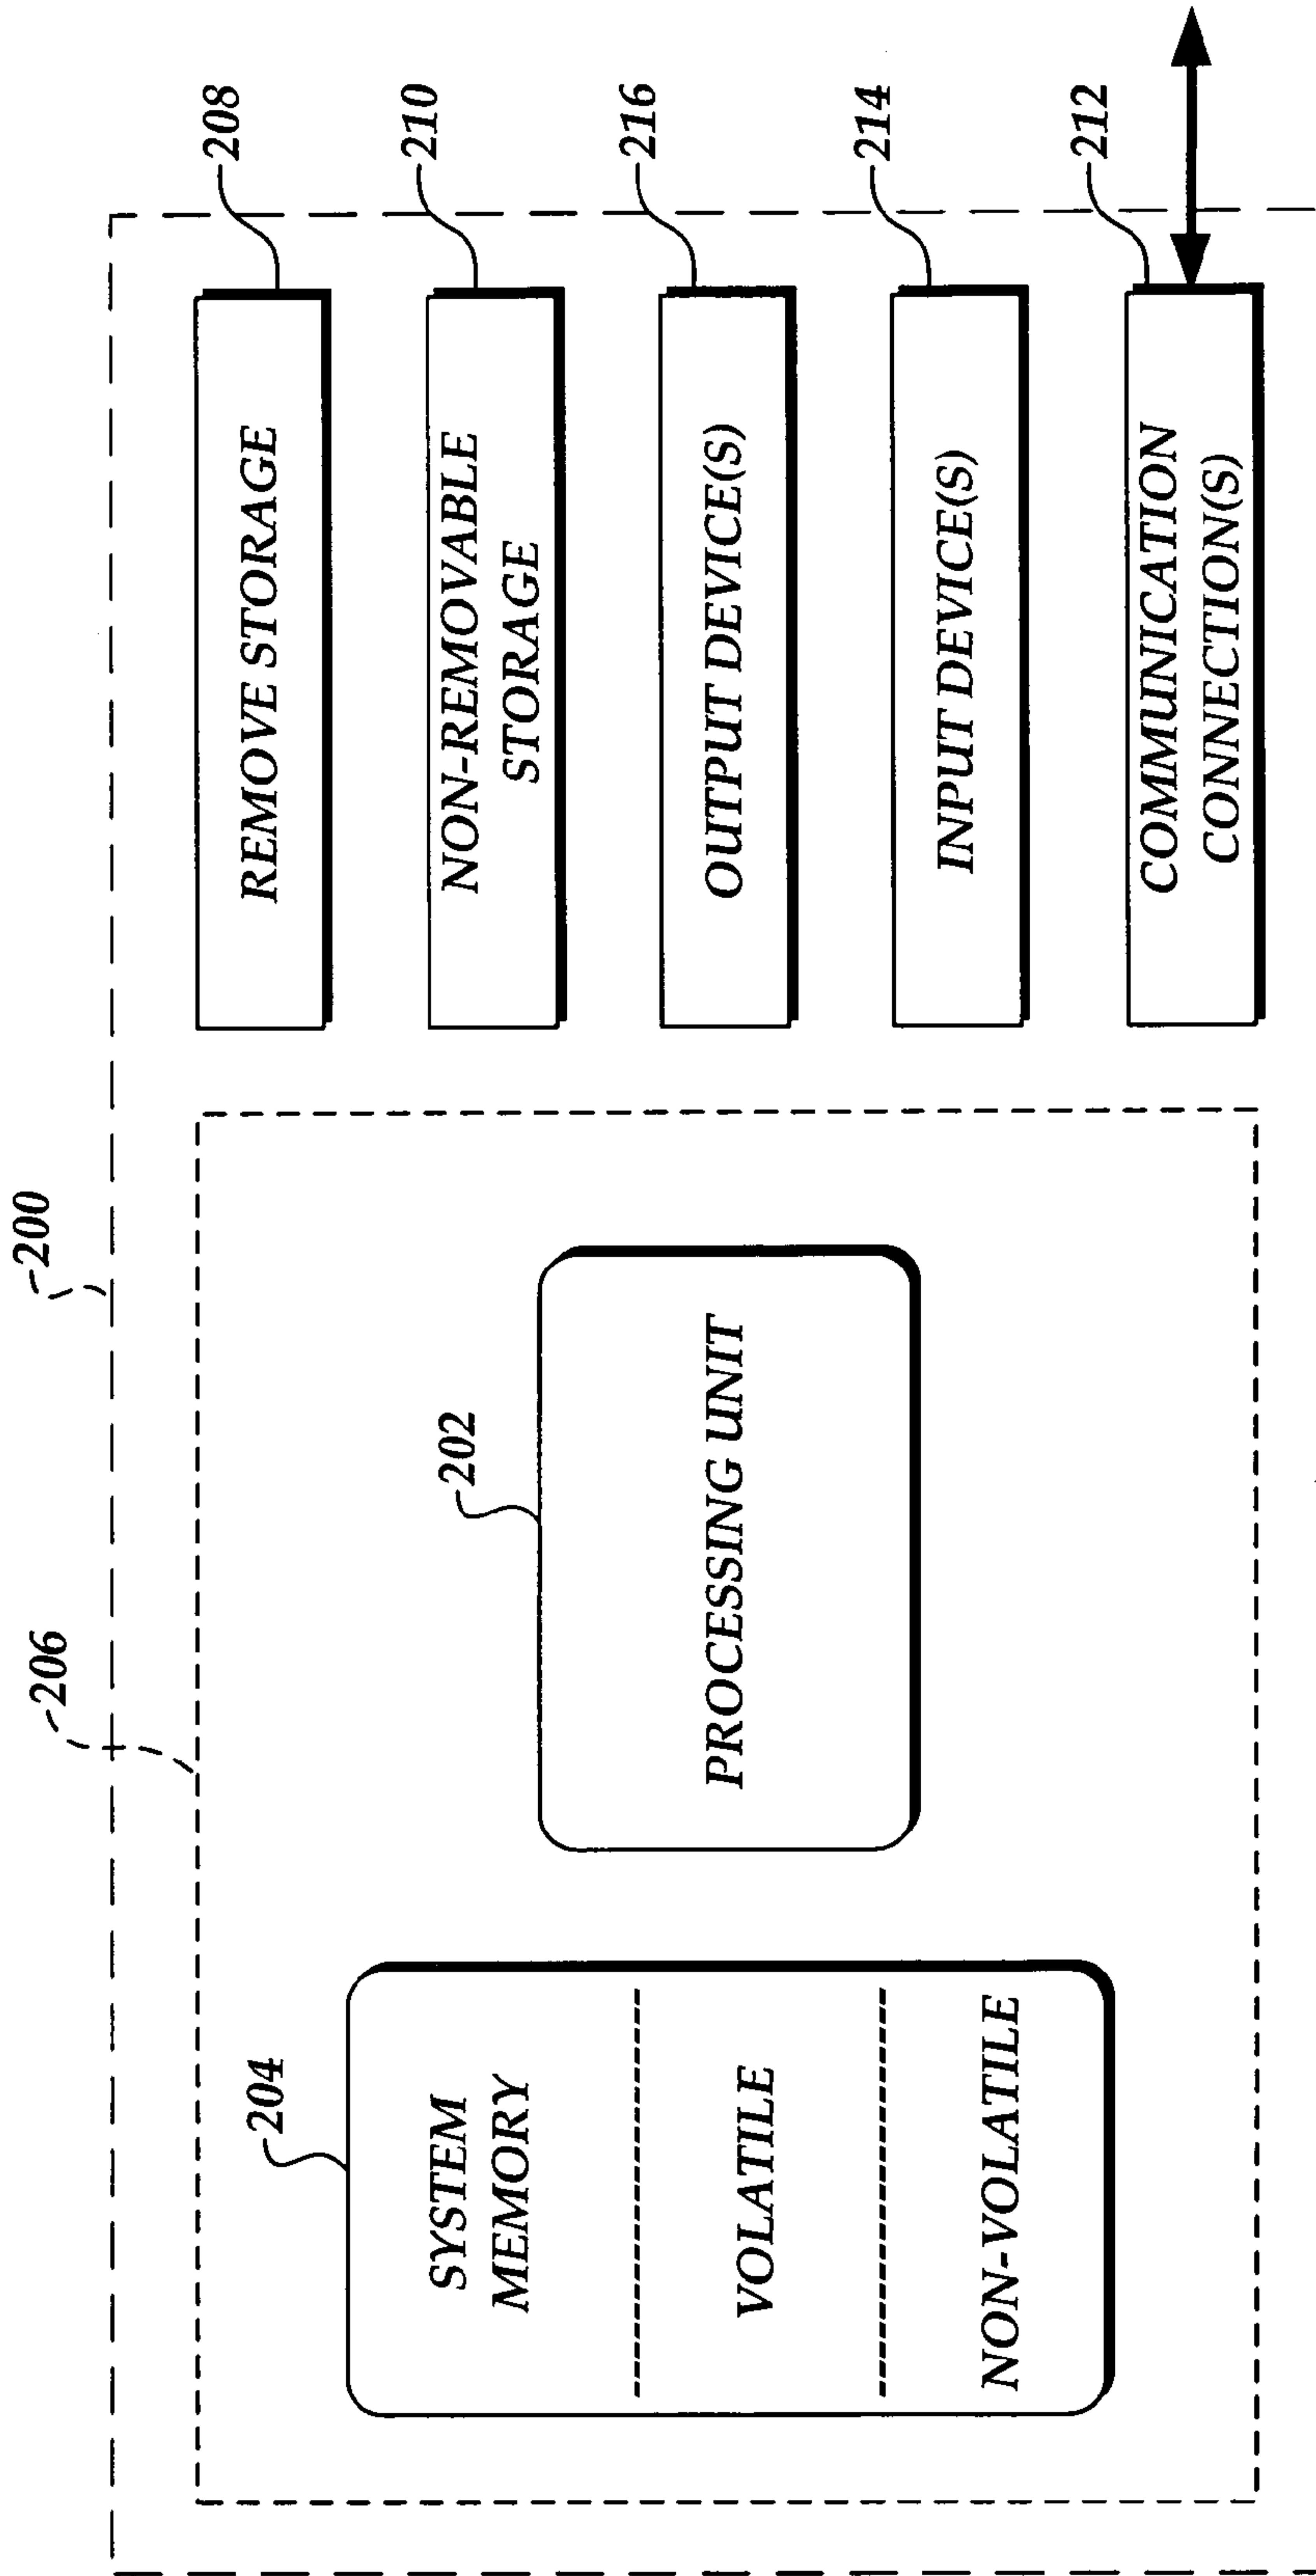 200
206
204
SYSTEM
MEMORY
VOLATILE
NON-VOLATILE
202
PROCESSING UNIT
208
REMOVE STORAGE
210
NON-REMOVABLE
STORAGE
216
OUTPUT DEVICE(S)
214
INPUT DEVICE(S)
212
COMMUNICATION
CONNECTION(S)